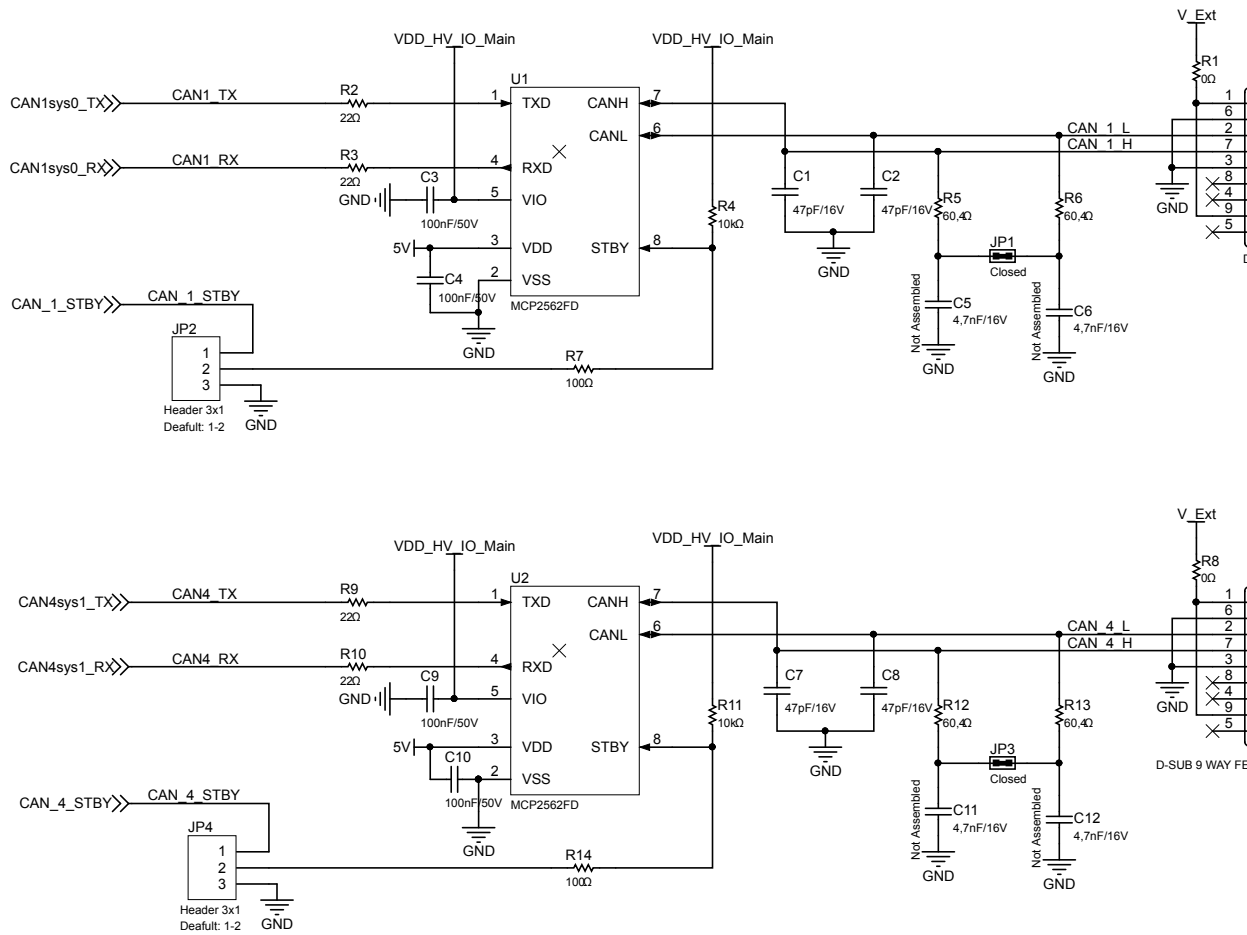 V_Ext
VDD_HV_IO_Main
VDD_HV_IO_Main
R1
0Ω
U1
CAN1sys0_TX
CAN1_TX
R2
22Ω
1
TXD
CANH
7
CANL
6
CAN_1_L
CAN_1_H
CAN1sys0_RX
CAN1_RX
R3
22Ω
4
RXD
GND
C3
100nF/50V
5
VIO
5V
3
VDD
STBY
8
2
VSS
C4
100nF/50V
GND
MCP2562FD
R4
10kΩ
C1
47pF/16V
C2
47pF/16V
GND
R5
60,4Ω
R6
60,4Ω
JP1
Closed
Not Assembled
C5
4,7nF/16V
GND
Not Assembled
C6
4,7nF/16V
GND
1
6
2
7
3
8
4
9
5
GND
D
CAN_1_STBY
CAN_1_STBY
JP2
1
2
3
Header 3x1
Deafult: 1-2
GND
R7
100Ω
V_Ext
VDD_HV_IO_Main
VDD_HV_IO_Main
R8
0Ω
U2
CAN4sys1_TX
CAN4_TX
R9
22Ω
1
TXD
CANH
7
CANL
6
CAN_4_L
CAN_4_H
CAN4sys1_RX
CAN4_RX
R10
22Ω
4
RXD
GND
C9
100nF/50V
5
VIO
5V
3
VDD
STBY
8
2
VSS
C10
100nF/50V
GND
MCP2562FD
R11
10kΩ
C7
47pF/16V
C8
47pF/16V
GND
R12
60,4Ω
R13
60,4Ω
JP3
Closed
Not Assembled
C11
4,7nF/16V
GND
Not Assembled
C12
4,7nF/16V
GND
1
6
2
7
3
8
4
9
5
GND
D-SUB 9 WAY FE
CAN_4_STBY
CAN_4_STBY
JP4
1
2
3
Header 3x1
Deafult: 1-2
GND
R14
100Ω